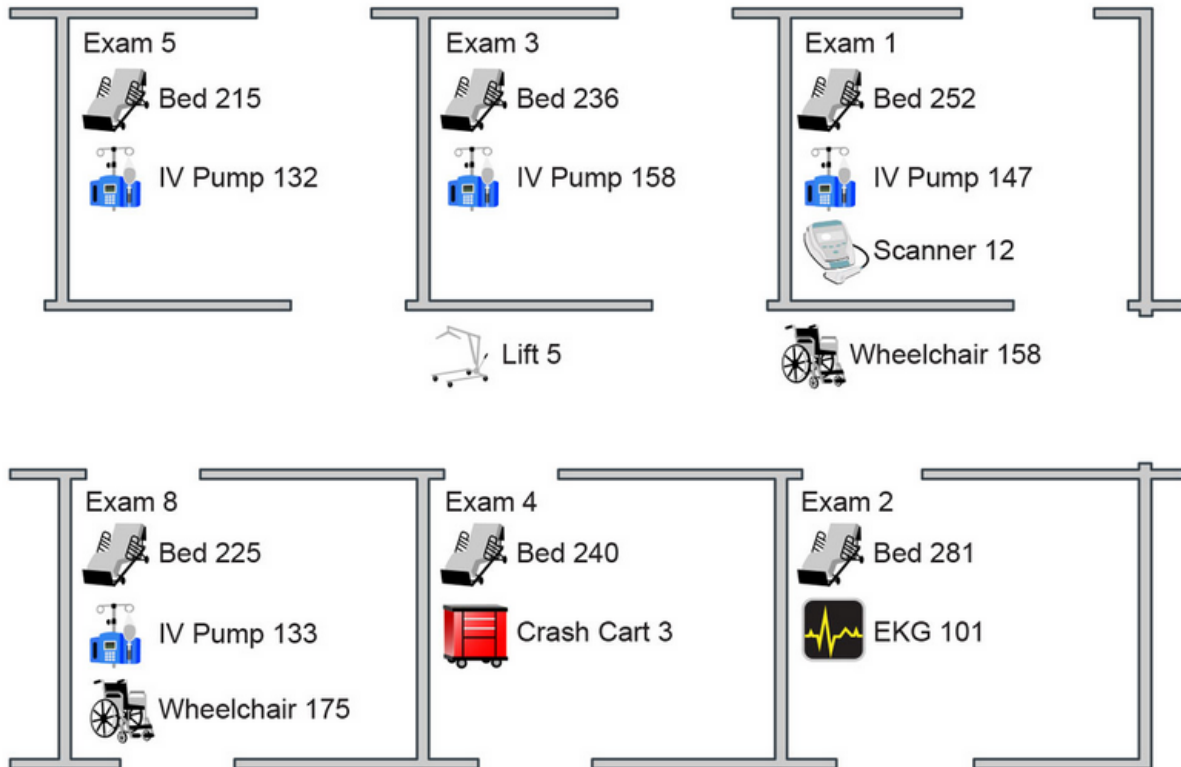 Exam 5
Bed 215
IV Pump 132
Exam 3
Bed 236
IV Pump 158
Exam 1
Bed 252
IV Pump 147
Scanner 12
Lift 5
Wheelchair 158
Exam 8
Bed 225
IV Pump 133
Wheelchair 175
Exam 4
Bed 240
Crash Cart 3
Exam 2
Bed 281
EKG 101